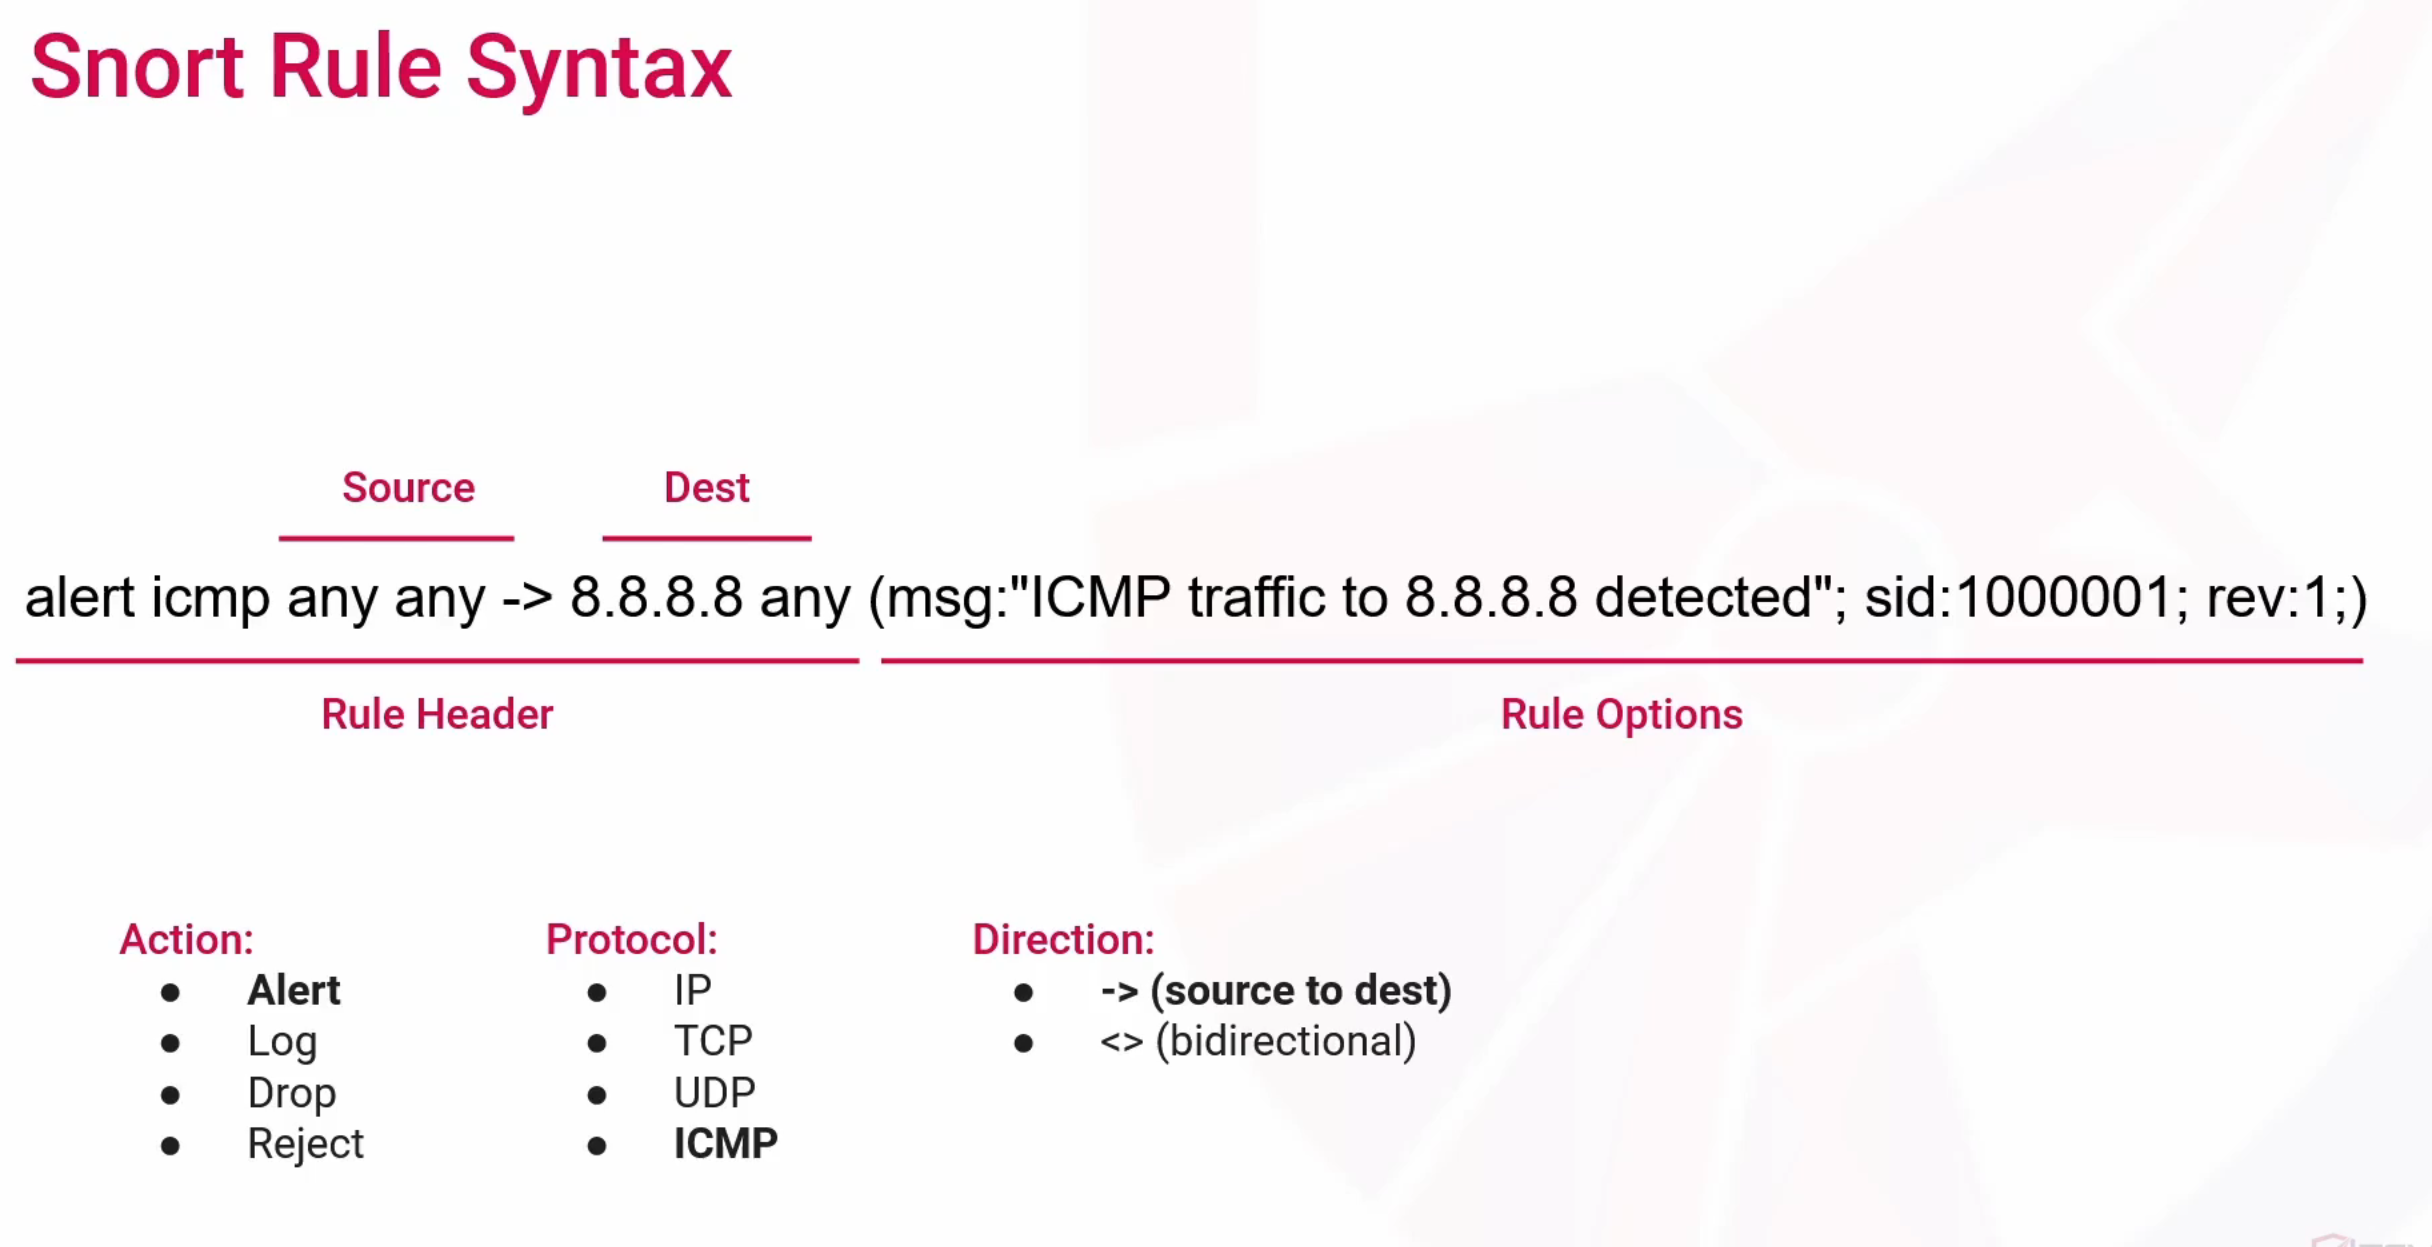 Snort Rule Syntax
Source Dest
alert icmp any any -> 8.8.8.8 any (msg:"ICMP traffic to 8.8.8.8 detected"; sid:1000001; rev:1;)
Rule Header Rule Options
Action:
● Alert
● Log
● Drop
● Reject
Protocol:
● IP
● TCP
● UDP
● ICMP
Direction:
● -> (source to dest)
● <> (bidirectional)